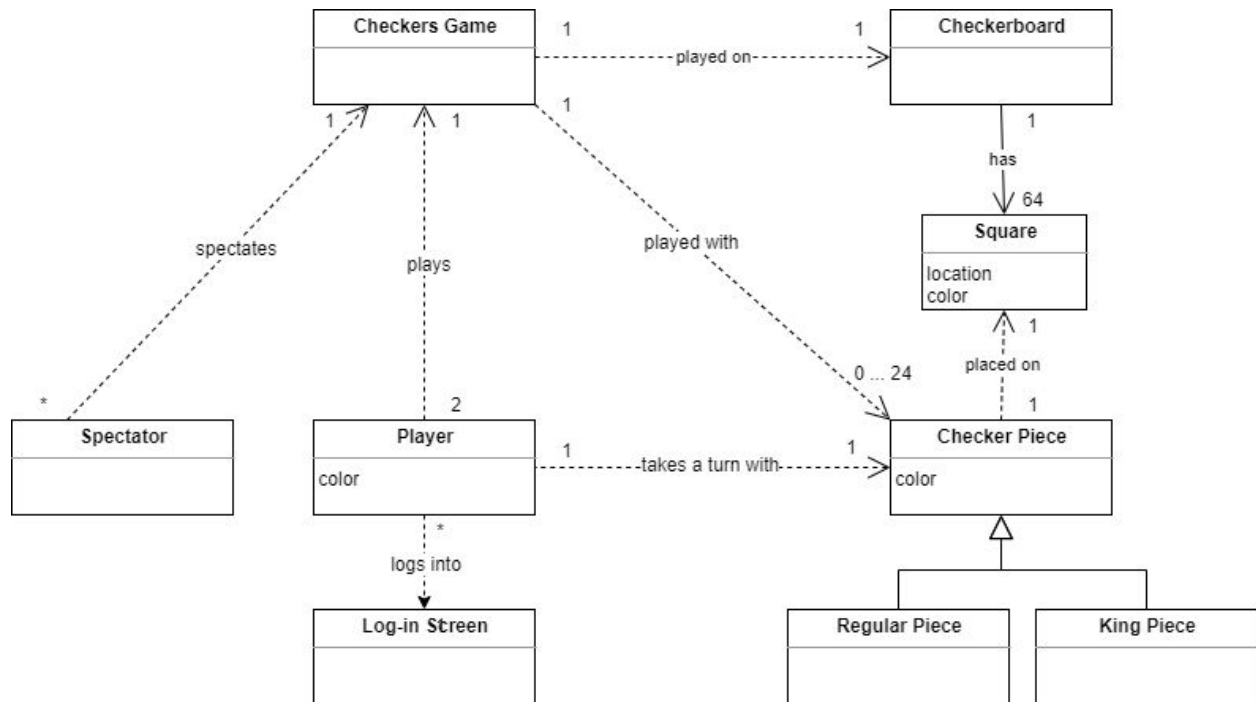 Checkers Game
1
played on
1
Checkerboard
1
1
1
1
has
64
Square
location
color
spectates
plays
played with
1
placed on
0 ... 24
*
2
1
Spectator
Player
color
1
takes a turn with
1
Checker Piece
color
*
logs into
Log-in Screen
Regular Piece
King Piece